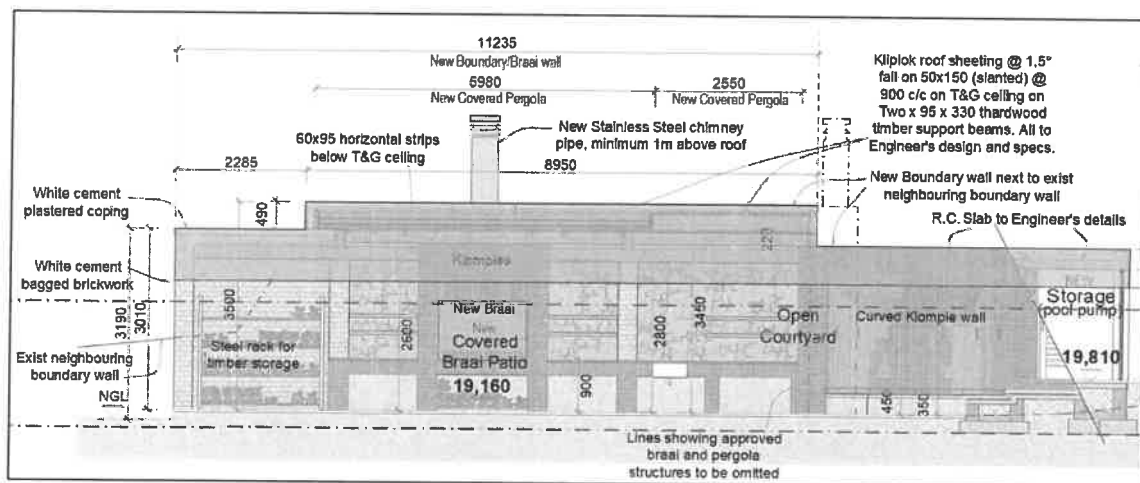 11235
New Boundary/Braai wall
6980
New Covered Pergola
2550
New Covered Pergola
Kliplok roof sheeting @ 1,5°
fall on 50x150 (slanted) @
900 c/c on T&G ceiling on
Two x 95 x 330 thardwood
timber support beams. All to
Engineer's design and specs.
60x95 horizontal strips
below T&G ceiling
New Stainless Steel chimney
pipe, minimum 1m above roof
2285
8950
New Boundary wall next to exist
neighbouring boundary wall
R.C. Slab to Engineer's details
White cement
plastered coping
490
220
Klompies
White cement
bagged brickwork
3190
3010
3500
New Braai
New
Covered
Braai Patio
19,160
2600
2800
3450
Open
Courtyard
Curved Klompie wall
New
Storage
(pool pump)
19,810
Steel rack for
timber storage
Exist neighbouring
boundary wall
NGL
900
450
350
Lines showing approved
braai and pergola
structures to be omitted